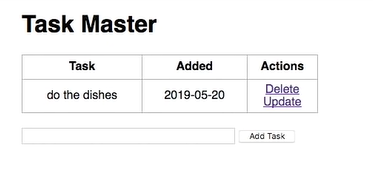 Task Master
Task Added Actions
do the dishes 2019-05-20 Delete
Update
Add Task